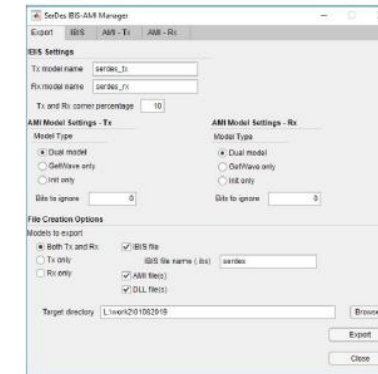 SerDes IBIS-AMI Manager
Export IBIS AMI - Tx AMI - Rx
IBIS Settings
Tx model name serdes_tx
Rx model name serdes_rx
Tx and Rx corner percentage 10
AMI Model Settings - Tx AMI Model Settings - Rx
Model Type Model Type
Dual model Dual model
GetWave only GetWave only
Init only Init only
Bits to ignore 0 Bits to ignore 0
File Creation Options
Models to export
Both Tx and Rx IBIS file
Tx only IBIS file name (.ibs) serdes
Rx only AMI file(s)
DLL file(s)
Target directory L:\work2\01082919 Browse
Export
Close